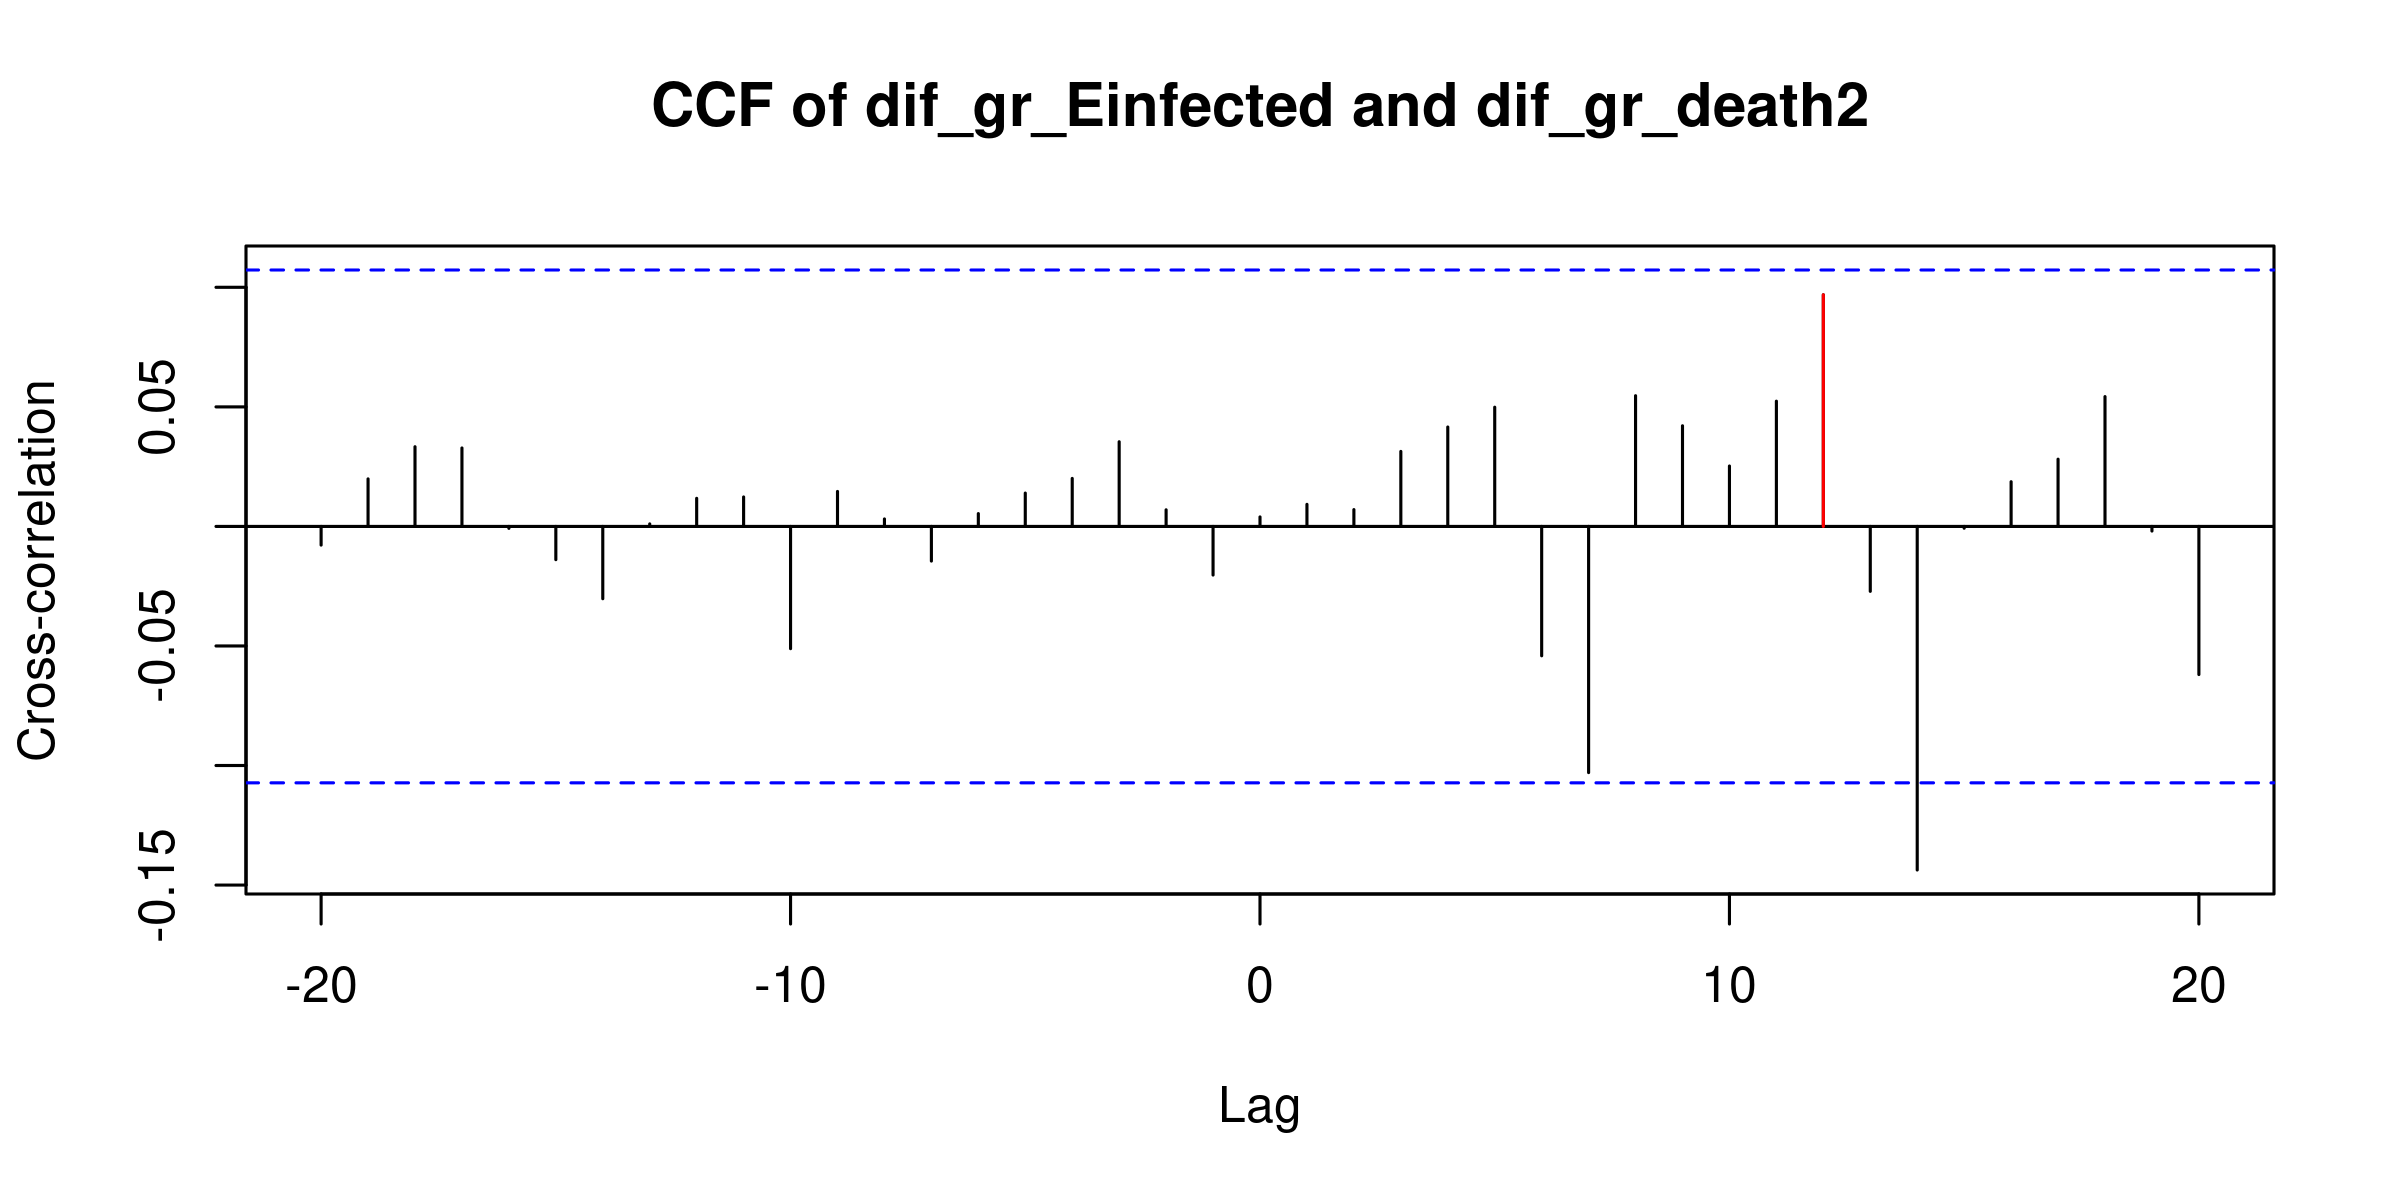 CCF of dif_gr_Einfected and dif_gr_death2
Cross-correlation
0.05
-0.05
-0.15
-20 -10 0 10 20
Lag